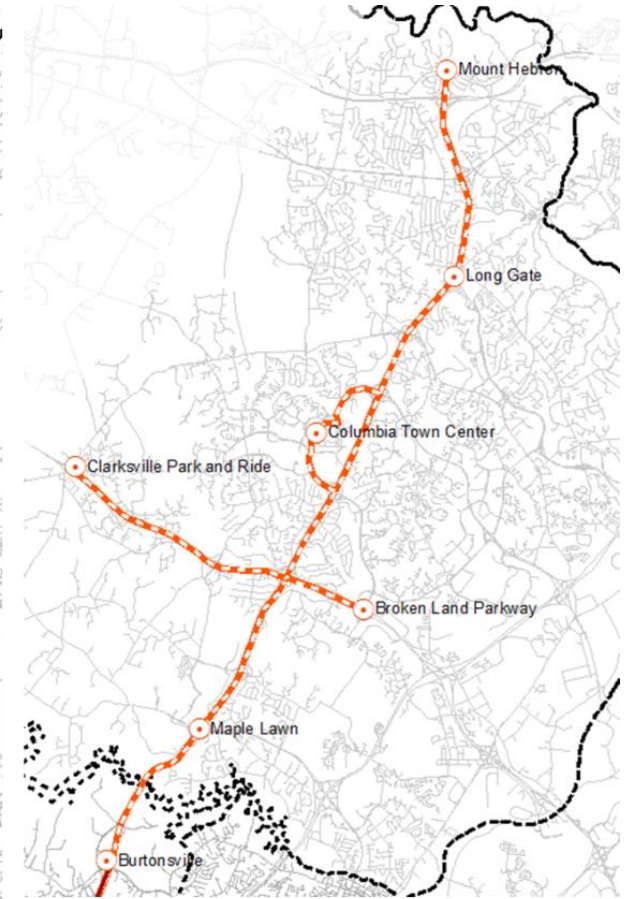 Mount Hebron
Long Gate
Columbia Town Center
Clarksville Park and Ride
Broken Land Parkway
Maple Lawn
Burtonsville